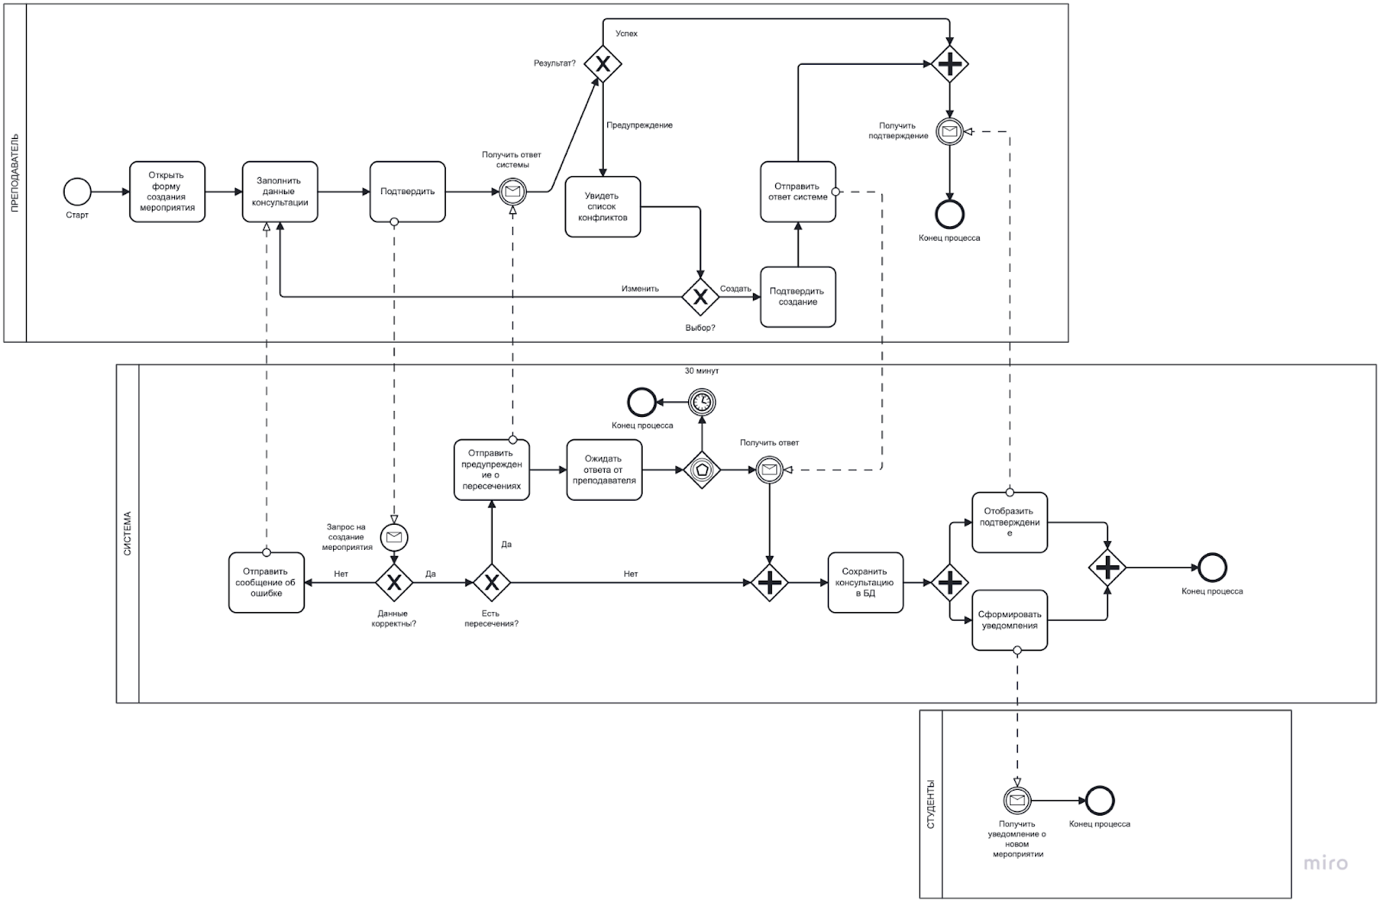 ПРЕПОДАВАТЕЛЬ
Старт
Открыть
форму
создания
мероприятия
Заполнить
данные
консультации
Подтвердить
Получить ответ
системы
Результат?
Успех
Предупреждение
Увидеть
список
конфликтов
Изменить
Выбор?
Создать
Подтвердить
создание
Отправить
ответ системе
Получить
подтверждение
Конец процесса
СИСТЕМА
30 минут
Конец процесса
Получить ответ
Отправить
предупрежден
ие о
пересечениях
Ожидать
ответа от
преподавателя
Запрос на
создание
мероприятия
Отправить
сообщение об
ошибке
Нет
Данные
корректны?
Да
Есть
пересечения?
Да
Нет
Сохранить
консультацию
в БД
Отобразить
подтверждени
е
Сформировать
уведомления
Конец процесса
СТУДЕНТЫ
Получить
уведомление о
новом
мероприятии
Конец процесса
miro